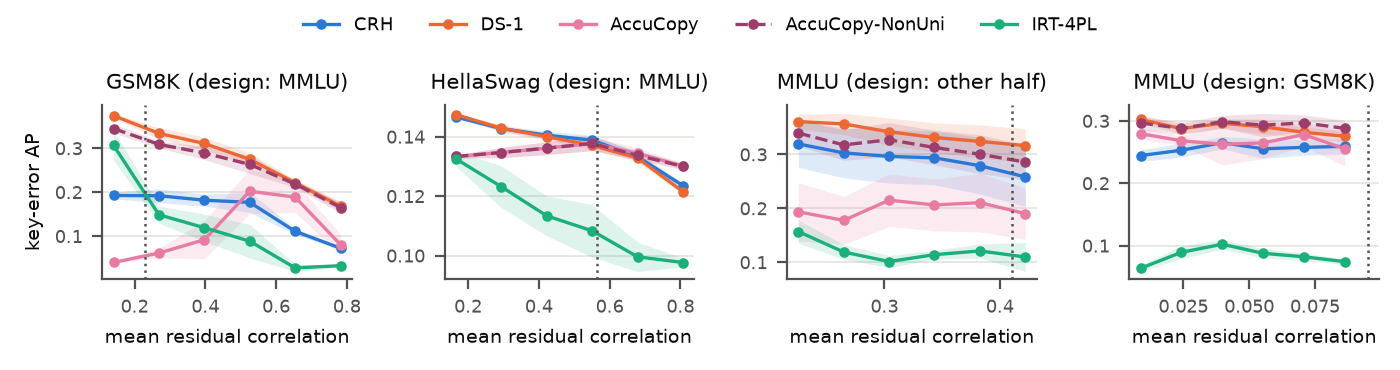 CRH DS-1 AccuCopy AccuCopy-NonUni IRT-4PL
GSM8K (design: MMLU) HellaSwag (design: MMLU) MMLU (design: other half) MMLU (design: GSM8K)
key-error AP
0.3
0.2
0.1
0.2 0.4 0.6 0.8
mean residual correlation
0.14
0.12
0.10
0.2 0.4 0.6 0.8
mean residual correlation
0.3
0.2
0.1
0.3 0.4
mean residual correlation
0.3
0.2
0.1
0.025 0.050 0.075
mean residual correlation